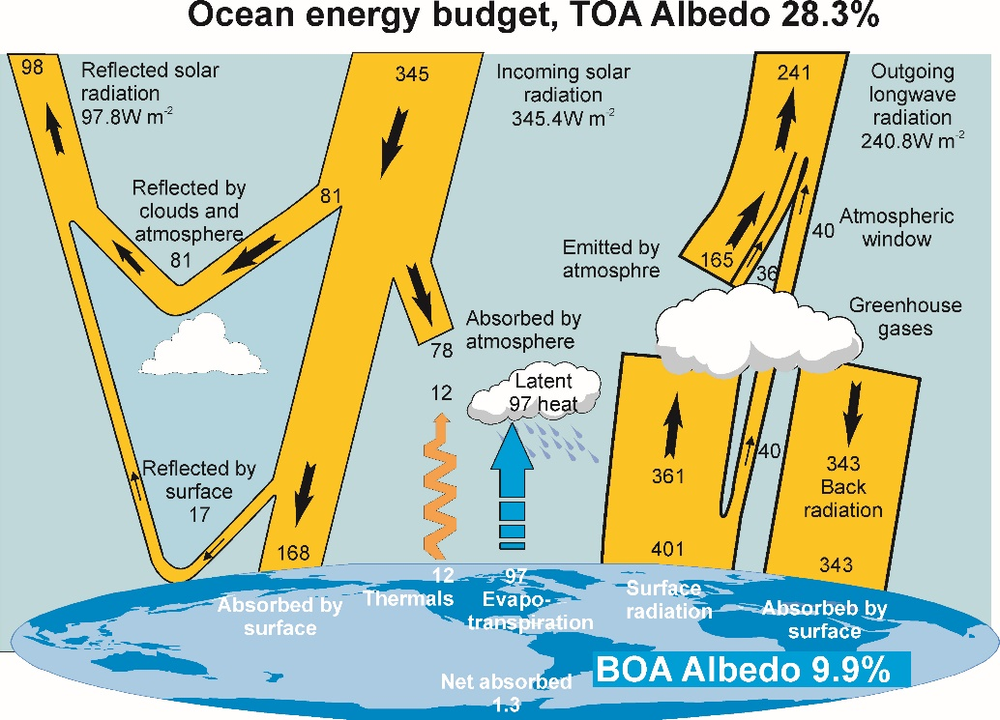 Ocean energy budget, TOA Albedo 28.3%
98
Reflected solar
radiation
97.8W m-2
345
Incoming solar
radiation
345.4W m-2
241
Outgoing
longwave
radiation
240.8W m-2
Reflected by
clouds and
atmosphere
81
81
Emitted by
atmosphre
165
36
40
Atmospheric
window
Greenhouse
gases
Absorbed by
atmosphere
78
12
Latent
97 heat
Reflected by
surface
17
168
361
401
40
343
Back
radiation
343
Absorbed by
surface
12
Thermals
97
Evapo-
transpiration
Surface
radiation
Absorbeb by
surface
Net absorbed
1.3
BOA Albedo 9.9%